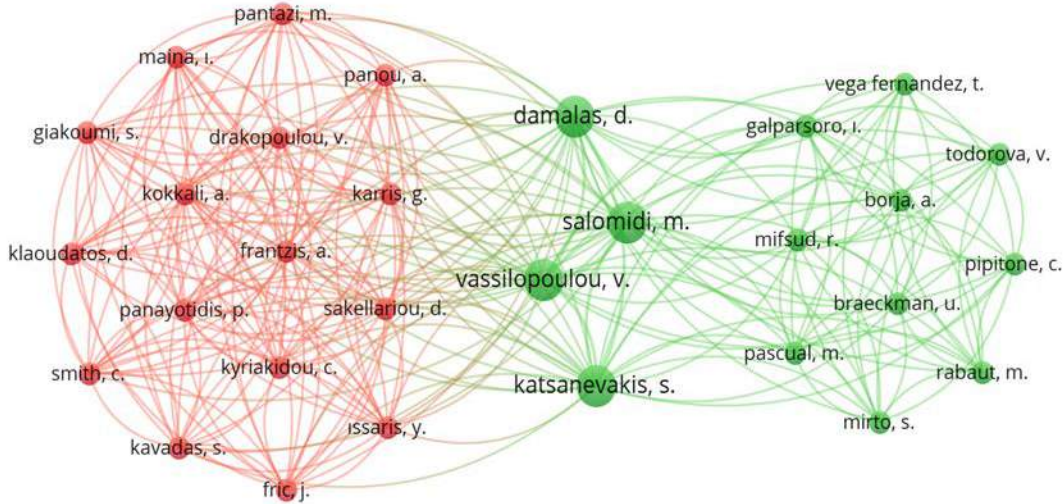 pantazi, m.
maina, ı.
panou, a.
giakoumi, s.
drakopoulou, v.
kokkali, a.
karris, g.
klaoudatos, d.
frantzis, a.
panayotidis, p.
sakellariou, d.
smith, c.
kyriakidou, c.
kavadas, s.
ıssaris, y.
fric, j.
damalas, d.
salomidi, m.
vassilopoulou, v.
katsanevakis, s.
vega fernandez, t.
galparsoro, ı.
todorova, v.
borja, a.
mifsud, r.
pipitone, c.
braeckman, u.
pascual, m.
rabaut, m.
mirto, s.